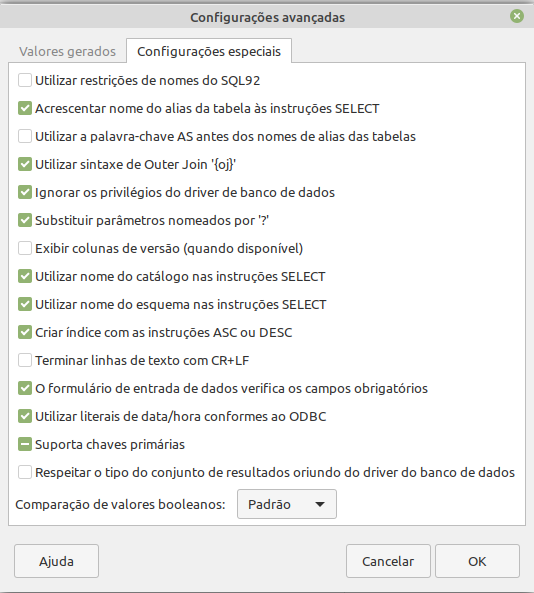 Configurações avançadas
Valores gerados
Configurações especiais
Utilizar restrições de nomes do SQL92
Acrescentar nome do alias da tabela às instruções SELECT
Utilizar a palavra-chave AS antes dos nomes de alias das tabelas
Utilizar sintaxe de Outer Join '{oj}'
Ignorar os privilégios do driver de banco de dados
Substituir parâmetros nomeados por '?'
Exibir colunas de versão (quando disponível)
Utilizar nome do catálogo nas instruções SELECT
Utilizar nome do esquema nas instruções SELECT
Criar índice com as instruções ASC ou DESC
Terminar linhas de texto com CR+LF
O formulário de entrada de dados verifica os campos obrigatórios
Utilizar literais de data/hora conformes ao ODBC
Suporta chaves primárias
Respeitar o tipo do conjunto de resultados oriundo do driver do banco de dados
Comparação de valores booleanos: Padrão
Ajuda Cancelar OK